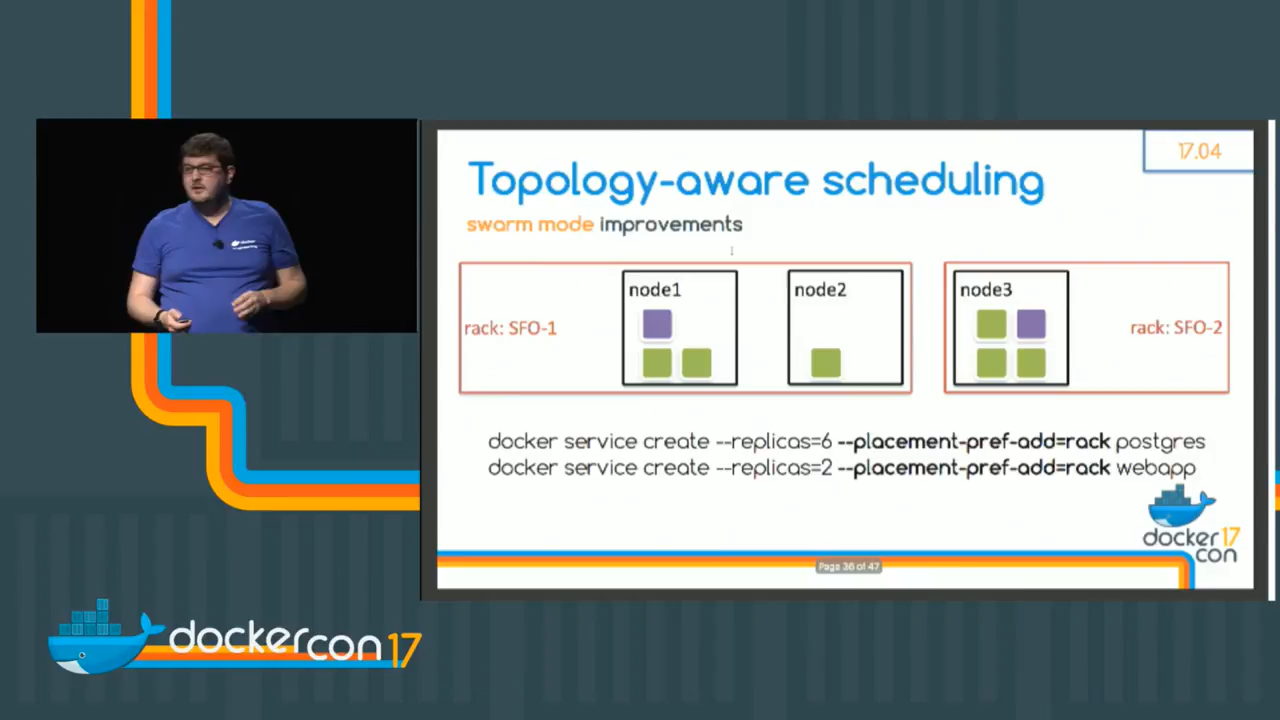 17.04
Topology-aware scheduling
swarm mode improvements
rack: SFO-1
node1
node2
node3
rack: SFO-2
docker service create --replicas=6 --placement-pref-add=rack postgres
docker service create --replicas=2 --placement-pref-add=rack webapp
docker 17
con
Page 36 of 47
dockercon 17